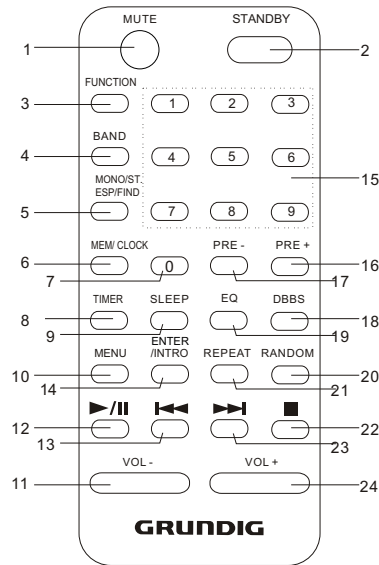 MUTE STANDBY
1 2
FUNCTION
3 1 2 3
BAND
4 4 5 6
15
MONO/ST.
ESP/FIND
5 7 8 9
MEM/ CLOCK PRE - PRE +
6 0 16
7 17
TIMER SLEEP EQ DBBS
8 18
9 19
ENTER
MENU /INTRO REPEAT RANDOM
10 20
14 21
12 22
13 23
VOL - VOL +
11 24
GRUNDIG